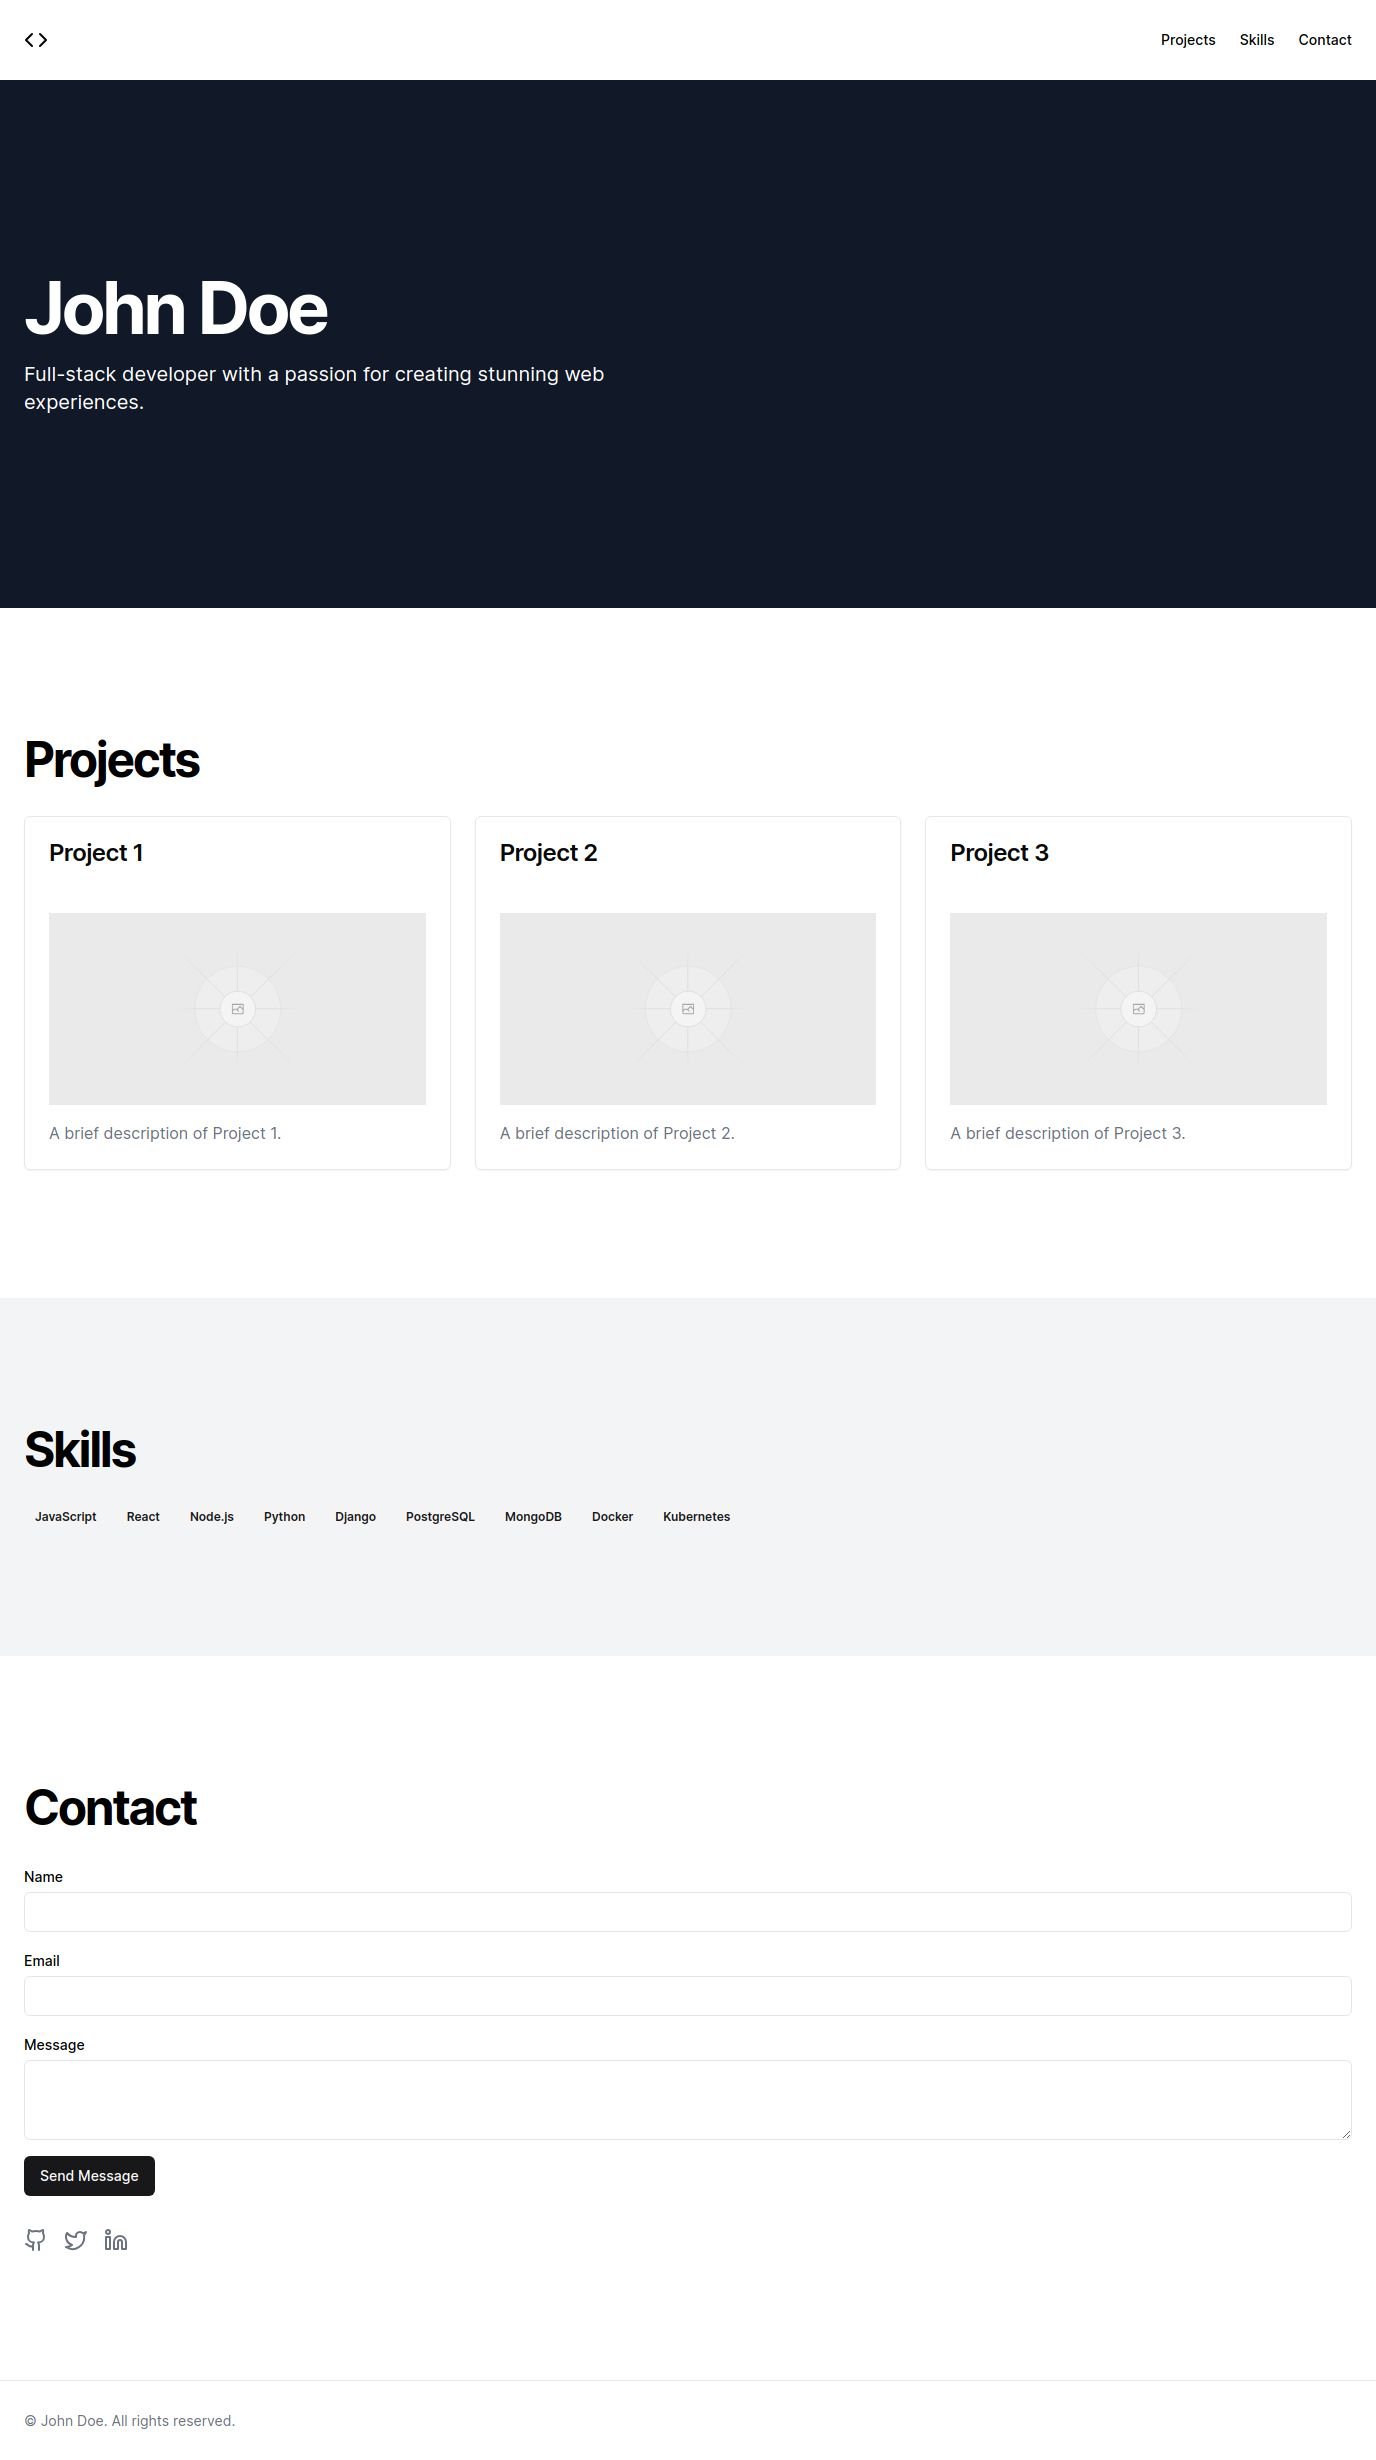 Projects Skills Contact
John Doe
Full-stack developer with a passion for creating stunning web
experiences.
Projects
Project 1
A brief description of Project 1.
Project 2
A brief description of Project 2.
Project 3
A brief description of Project 3.
Skills
JavaScript React Node.js Python Django PostgreSQL MongoDB Docker Kubernetes
Contact
Name
Email
Message
Send Message
© John Doe. All rights reserved.